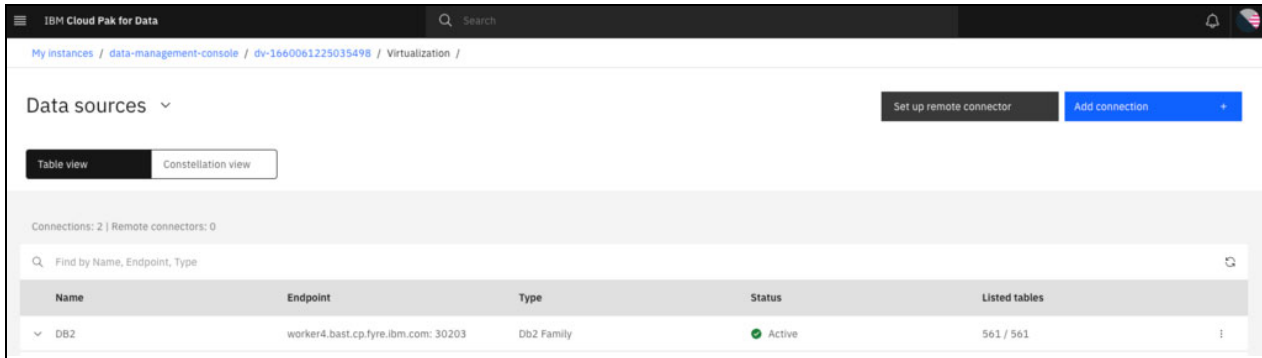 IBM Cloud Pak for Data Search
My instances / data-management-console / dv-1660061225035498 / Virtualization /
Data sources Set up remote connector Add connection +
Table view Constellation view
Connections: 2 | Remote connectors: 0
Find by Name, Endpoint, Type
Name Endpoint Type Status Listed tables
DB2 worker4.bast.cp.fyre.ibm.com: 30203 Db2 Family Active 561 / 561